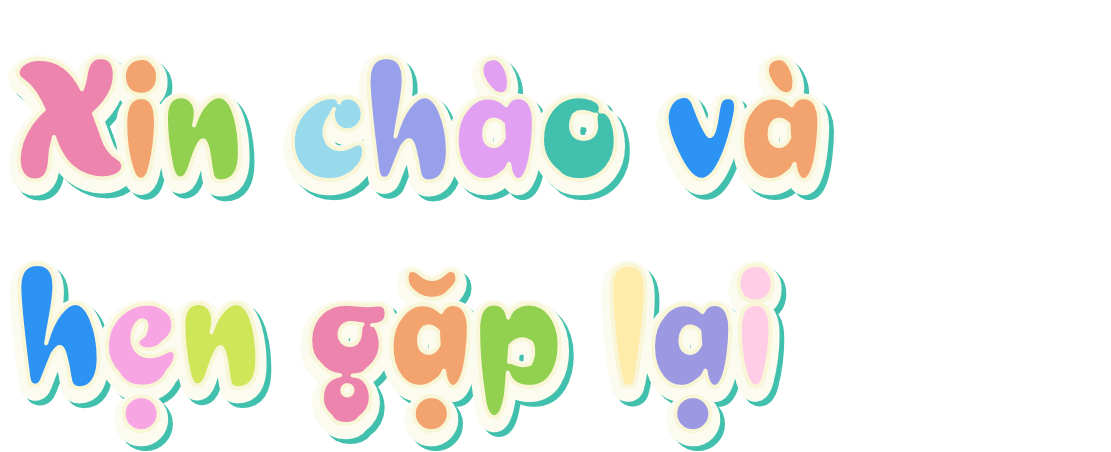 Xin chào và
hẹn gặp lại